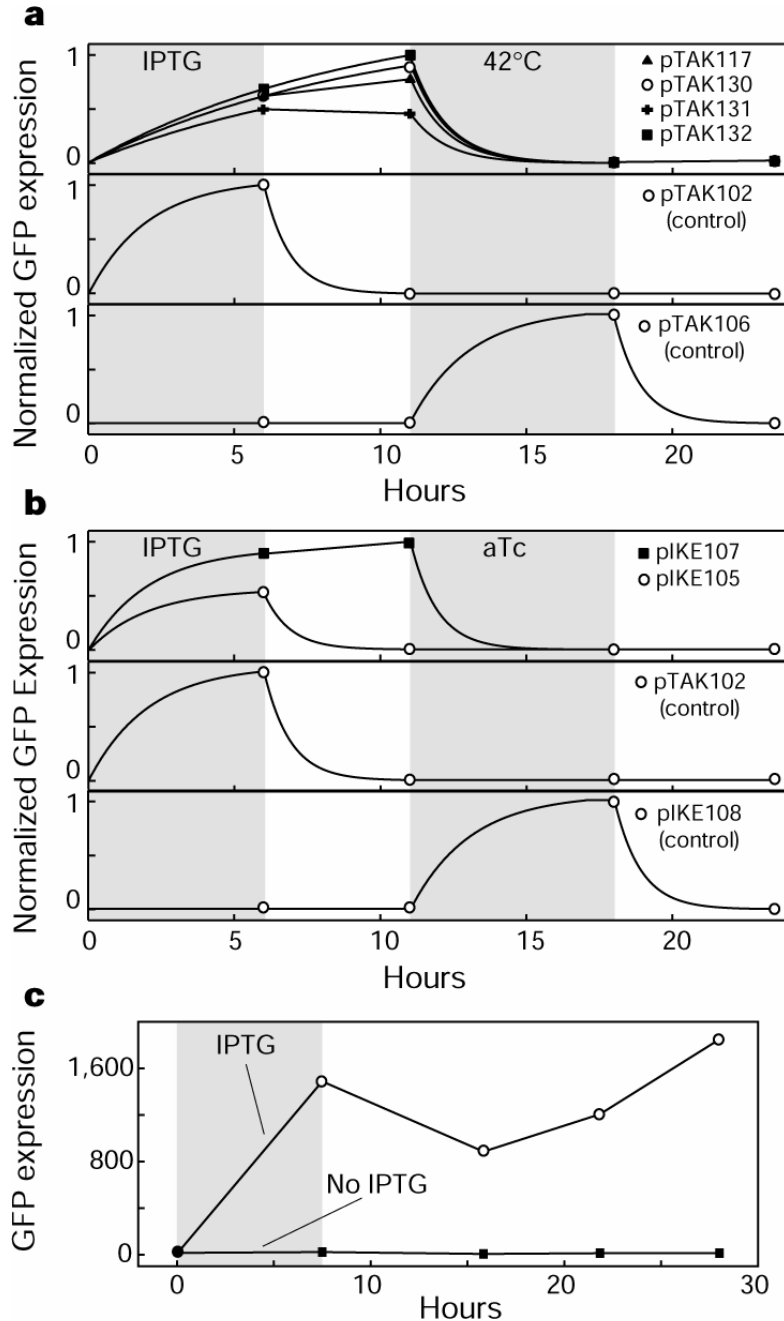 a
Normalized GFP expression
1
0
IPTG
42°C
pTAK117
pTAK130
pTAK131
pTAK132
1
0
pTAK102
(control)
1
0
pTAK106
(control)
0 5 10 15 20
Hours
b
Normalized GFP Expression
1
0
IPTG
aTc
pIKE107
pIKE105
1
0
pTAK102
(control)
1
0
pIKE108
(control)
0 5 10 15 20
Hours
c
GFP expression
1,600
800
0
IPTG
No IPTG
0 10 20 30
Hours